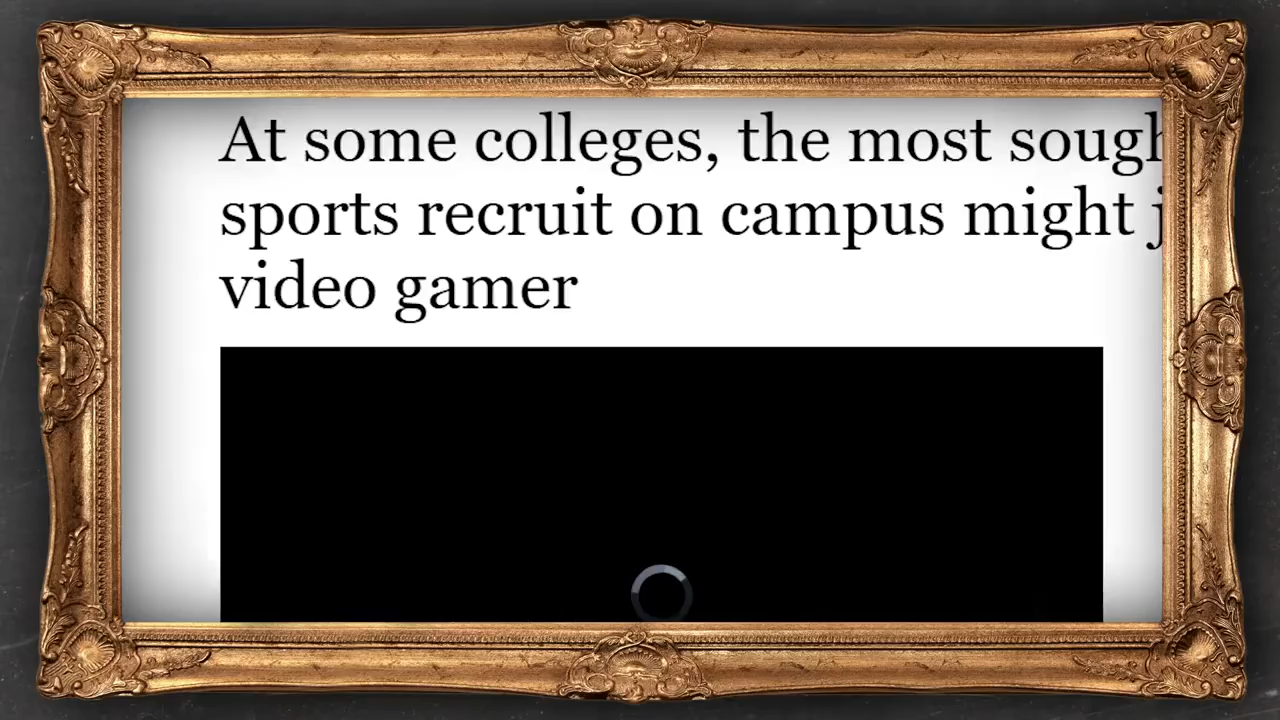 At some colleges, the most sough
sports recruit on campus might j
video gamer